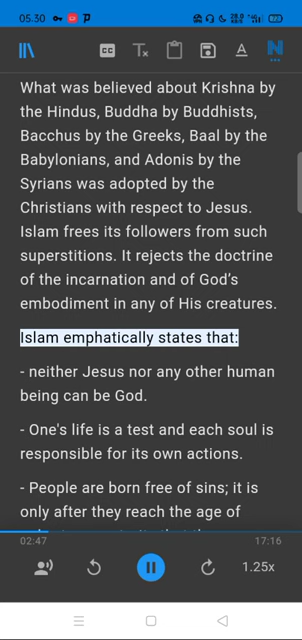 05.30
CC
What was believed about Krishna by
the Hindus, Buddha by Buddhists,
Bacchus by the Greeks, Baal by the
Babylonians, and Adonis by the
Syrians was adopted by the
Christians with respect to Jesus.
Islam frees its followers from such
superstitions. It rejects the doctrine
of the incarnation and of God's
embodiment in any of His creatures.
Islam emphatically states that:
- neither Jesus nor any other human
being can be God.
- One's life is a test and each soul is
responsible for its own actions.
- People are born free of sins; it is
only after they reach the age of
02:47 17:16
1.25x